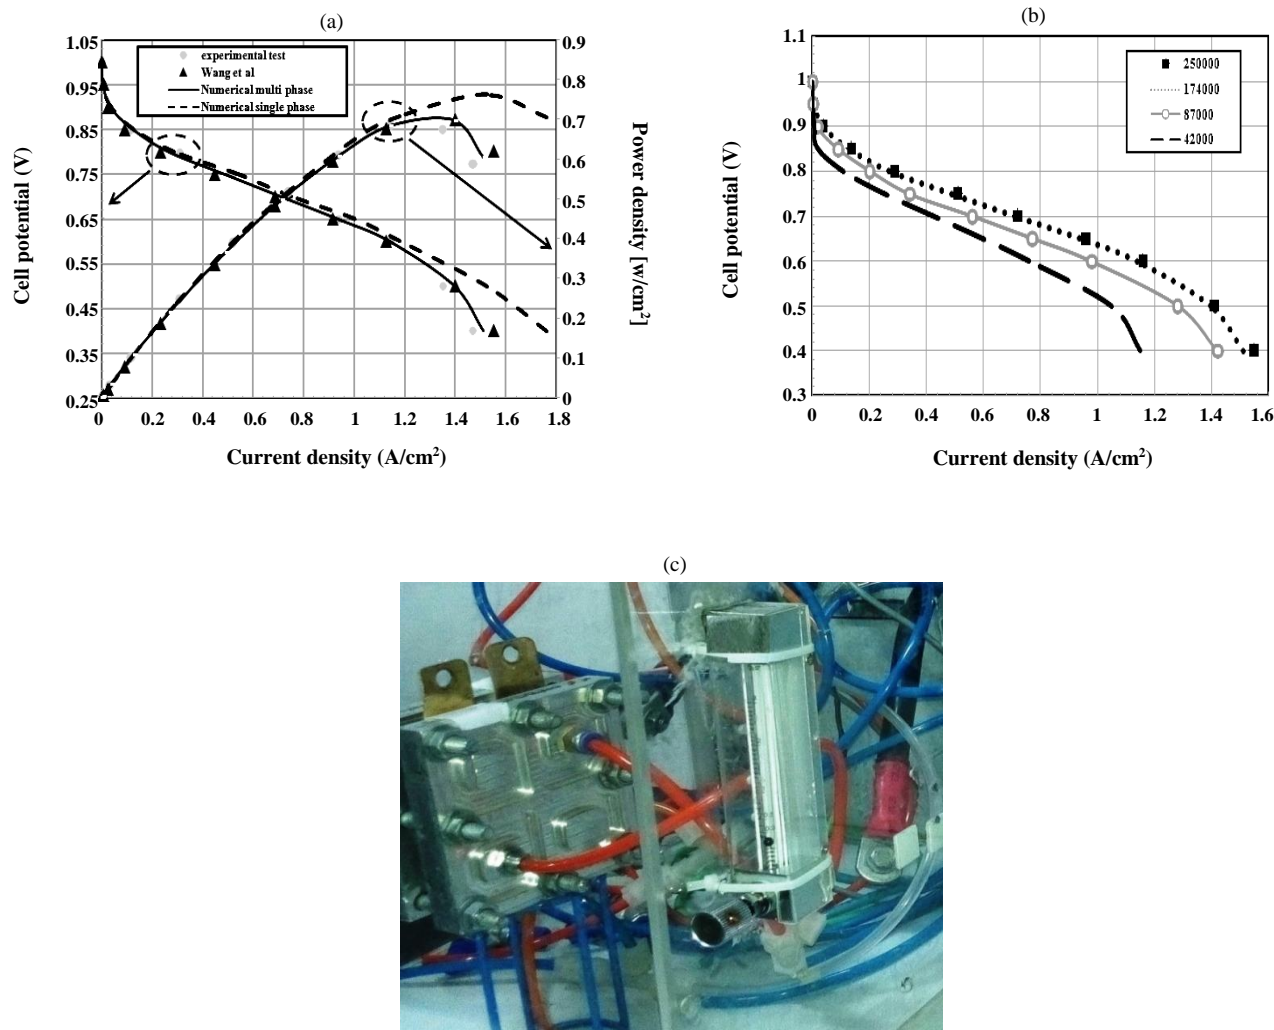 (a)
1.05
0.95
0.85
0.75
0.65
0.55
0.45
0.35
0.25
Cell potential (V)
experimental test
Wang et al
Numerical multi phase
Numerical single phase
0.9
0.8
0.7
0.6
0.5
0.4
0.3
0.2
0.1
0
Power density [w/cm²]
0 0.2 0.4 0.6 0.8 1 1.2 1.4 1.6 1.8
Current density (A/cm²)
(b)
1.1
1
0.9
0.8
0.7
0.6
0.5
0.4
0.3
Cell potential (V)
250000
174000
87000
42000
0 0.2 0.4 0.6 0.8 1 1.2 1.4 1.6
Current density (A/cm²)
(c)